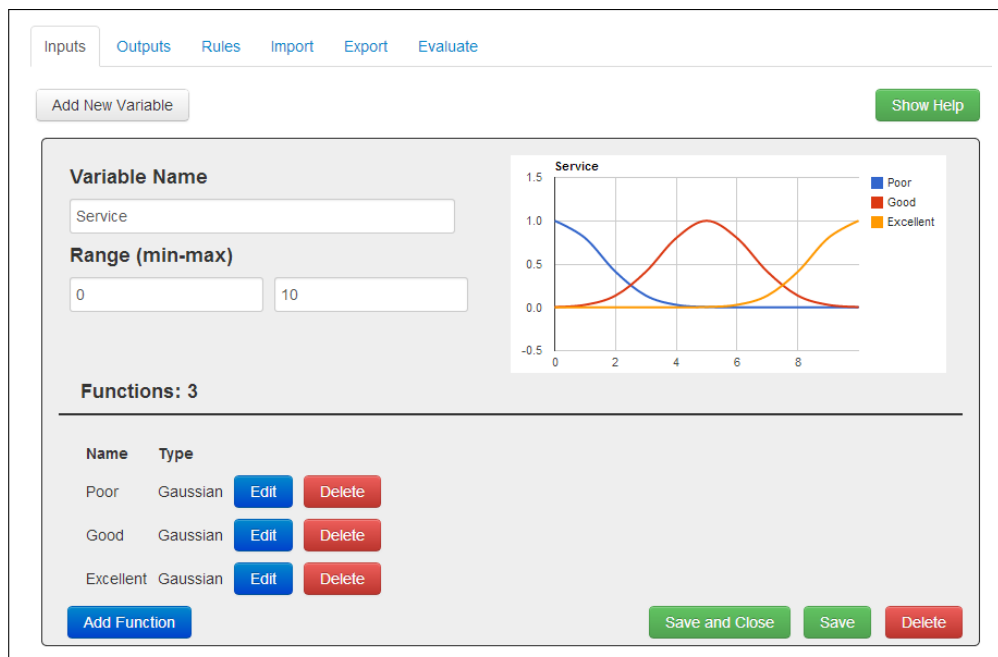 Inputs Outputs Rules Import Export Evaluate
Add New Variable
Show Help
Variable Name
Service
Range (min-max)
0
10
Service
1.5
1.0
0.5
0.0
-0.5
0 2 4 6 8
Poor
Good
Excellent
Functions: 3
Name Type
Poor Gaussian Edit Delete
Good Gaussian Edit Delete
Excellent Gaussian Edit Delete
Add Function
Save and Close Save Delete